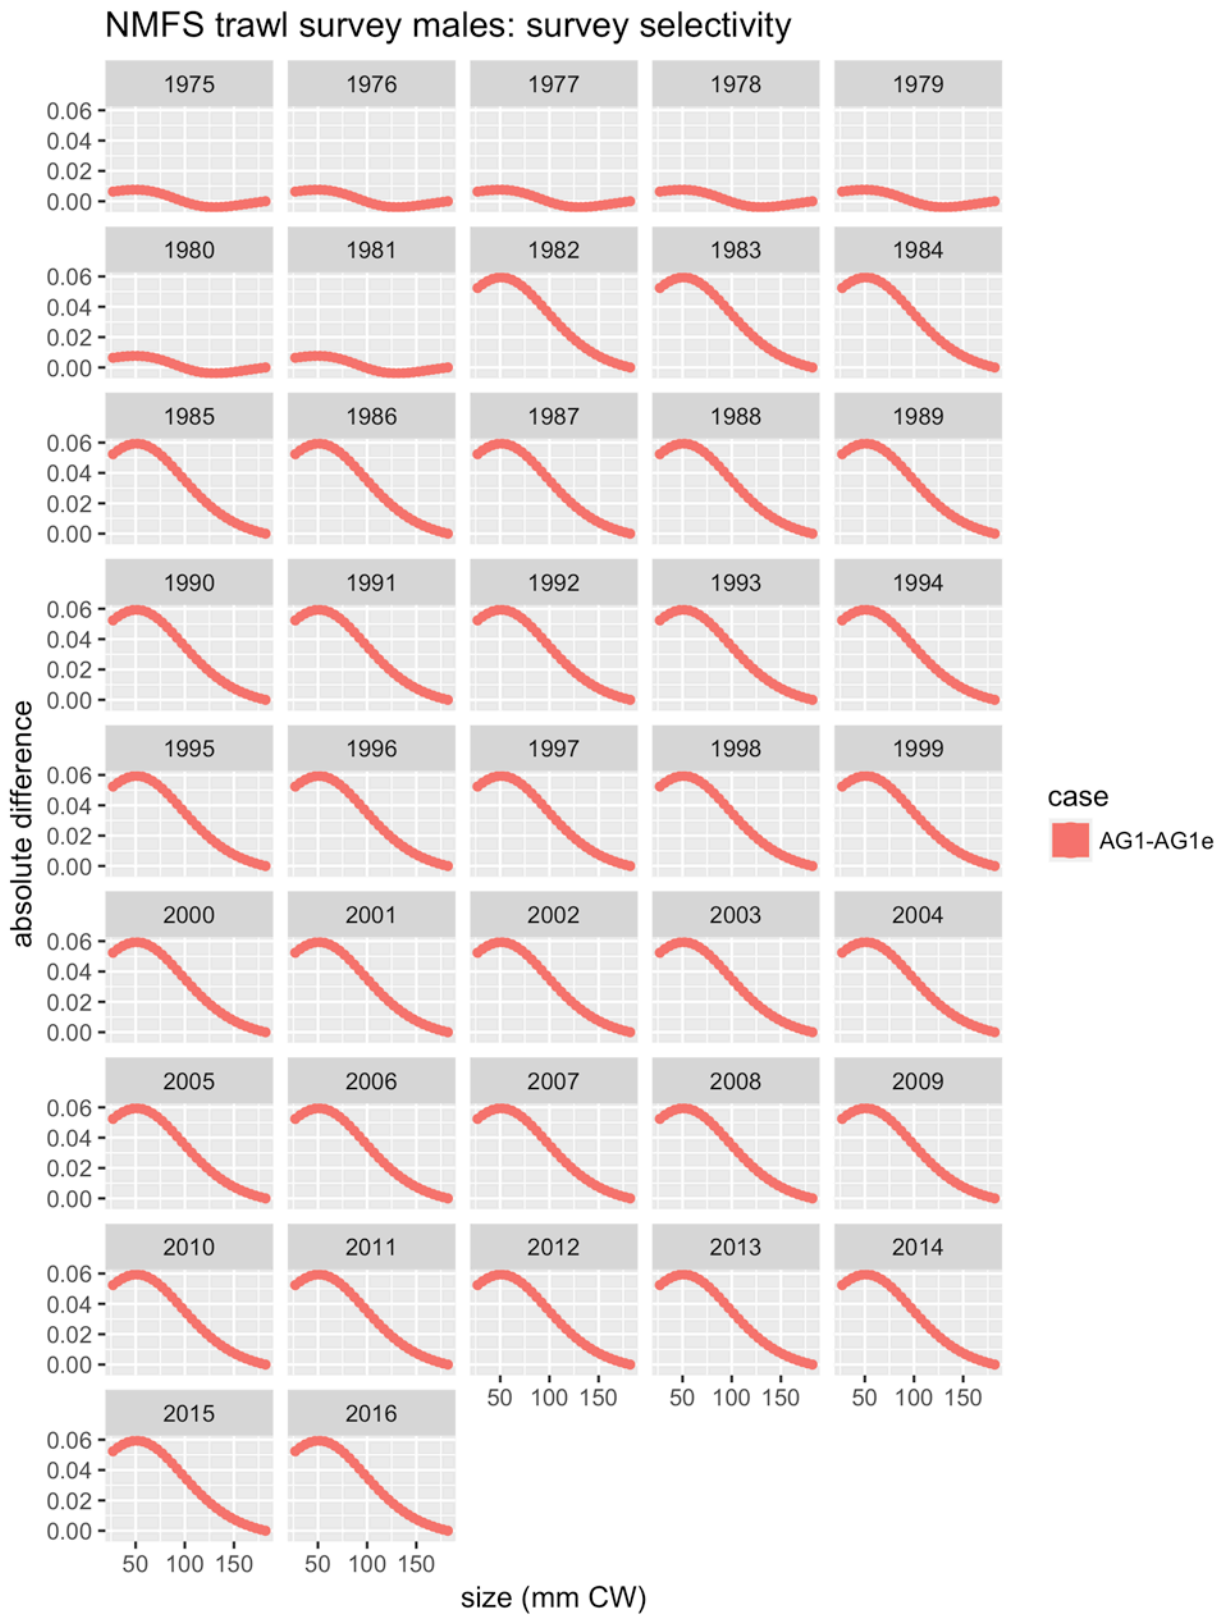 NMFS trawl survey males: survey selectivity
1975 1976 1977 1978 1979
0.06
0.04
0.02
0.00
1980 1981 1982 1983 1984
0.06
0.04
0.02
0.00
1985 1986 1987 1988 1989
0.06
0.04
0.02
0.00
1990 1991 1992 1993 1994
0.06
0.04
0.02
0.00
1995 1996 1997 1998 1999
0.06
0.04
0.02
0.00
2000 2001 2002 2003 2004
0.06
0.04
0.02
0.00
2005 2006 2007 2008 2009
0.06
0.04
0.02
0.00
2010 2011 2012 2013 2014
0.06
0.04
0.02
0.00
50 100 150 50 100 150 50 100 150
2015 2016
0.06
0.04
0.02
0.00
50 100 150 50 100 150
size (mm CW)
absolute difference
case
AG1-AG1e